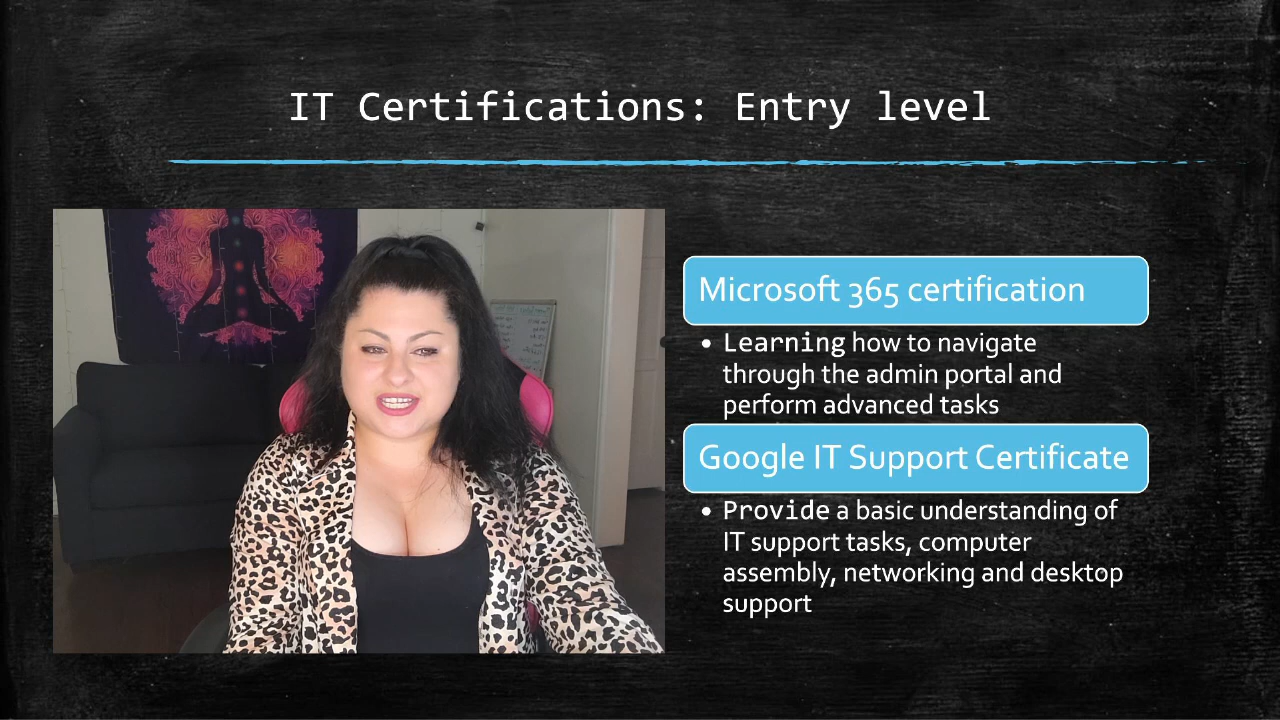 IT Certifications: Entry level
Microsoft 365 certification
• Learning how to navigate
through the admin portal and
perform advanced tasks
Google IT Support Certificate
• Provide a basic understanding of
IT support tasks, computer
assembly, networking and desktop
support